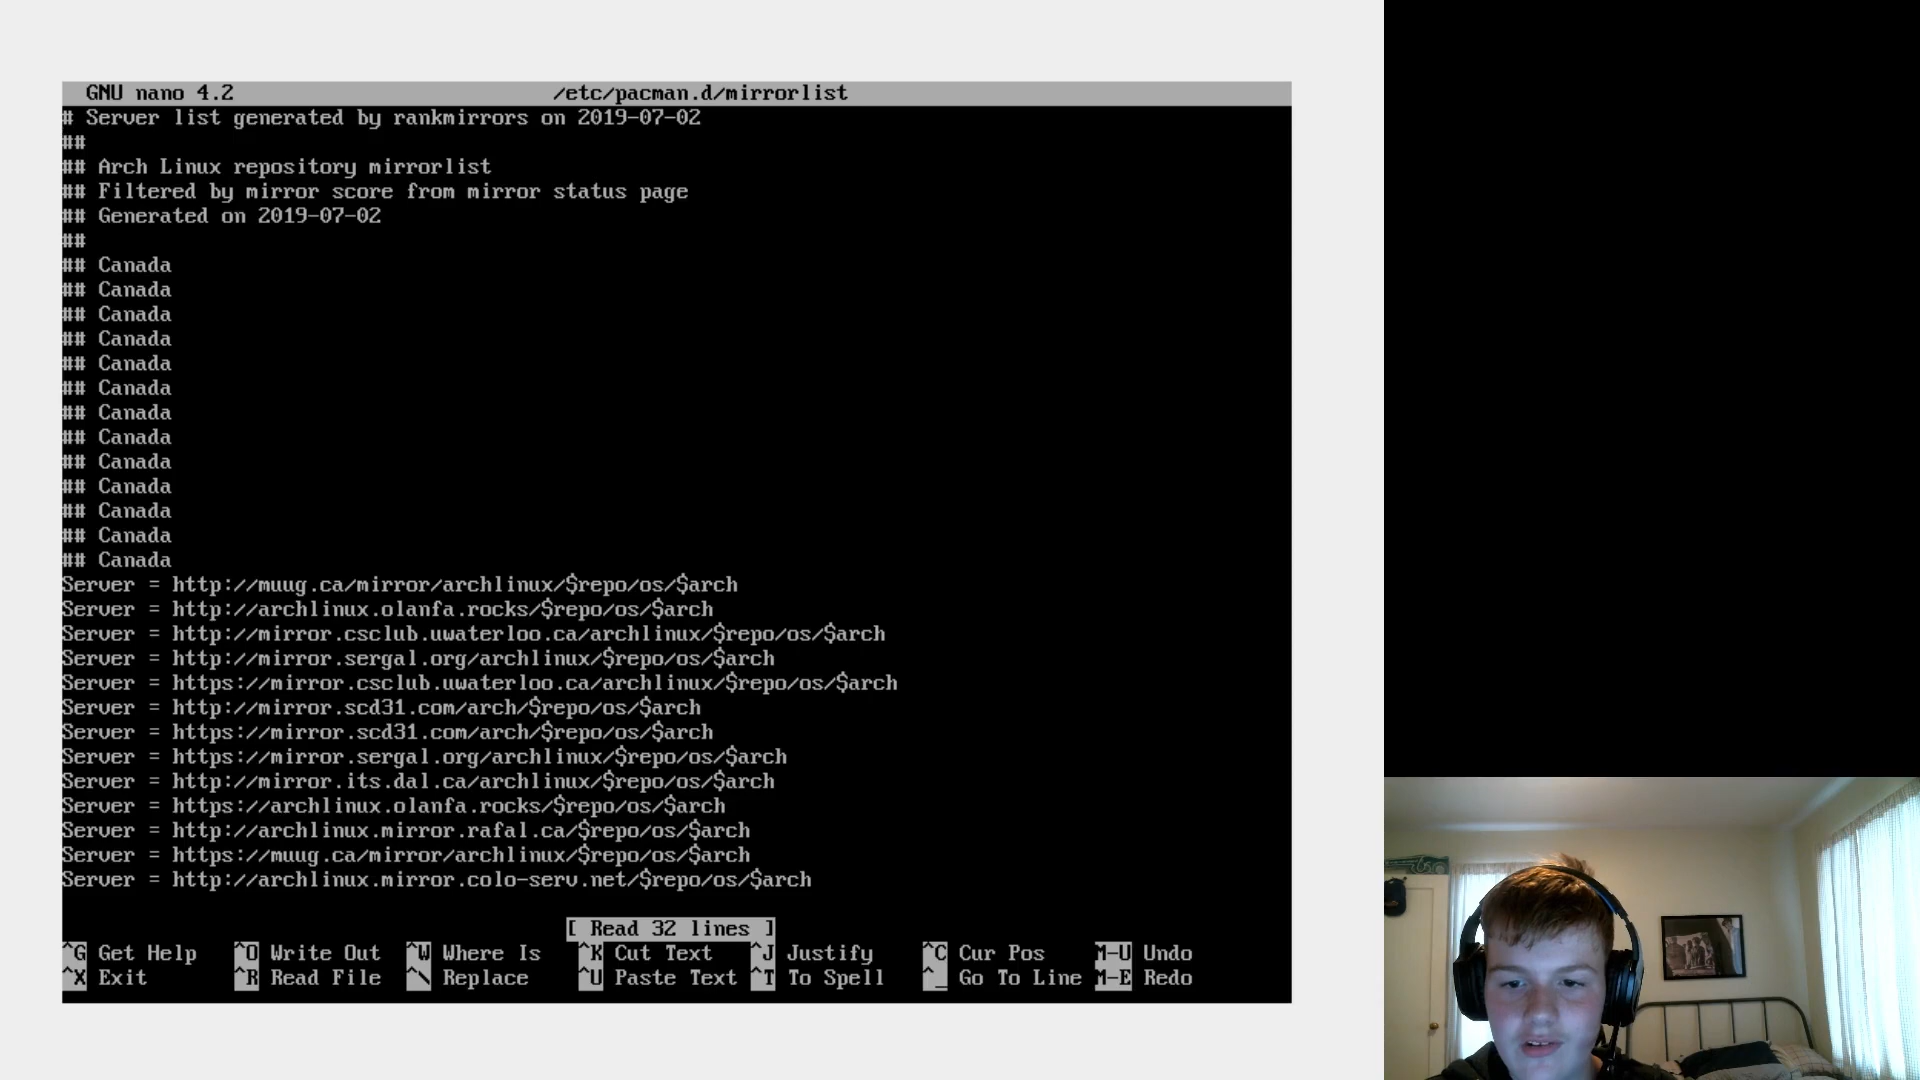 GNU nano 4.2 /etc/pacman.d/mirrorlist
# Server list generated by rankmirrors on 2019-07-02
##
## Arch Linux repository mirrorlist
## Filtered by mirror score from mirror status page
## Generated on 2019-07-02
##
## Canada
## Canada
## Canada
## Canada
## Canada
## Canada
## Canada
## Canada
## Canada
## Canada
## Canada
## Canada
## Canada
Server = http://muug.ca/mirror/archlinux/$repo/os/$arch
Server = http://archlinux.olanfa.rocks/$repo/os/$arch
Server = http://mirror.csclub.uwaterloo.ca/archlinux/$repo/os/$arch
Server = http://mirror.sergal.org/archlinux/$repo/os/$arch
Server = https://mirror.csclub.uwaterloo.ca/archlinux/$repo/os/$arch
Server = http://mirror.scd31.com/arch/$repo/os/$arch
Server = https://mirror.scd31.com/arch/$repo/os/$arch
Server = https://mirror.sergal.org/archlinux/$repo/os/$arch
Server = http://mirror.its.dal.ca/archlinux/$repo/os/$arch
Server = https://archlinux.olanfa.rocks/$repo/os/$arch
Server = http://archlinux.mirror.rafal.ca/$repo/os/$arch
Server = https://muug.ca/mirror/archlinux/$repo/os/$arch
Server = http://archlinux.mirror.colo-serv.net/$repo/os/$arch
[ Read 32 lines ]
^G Get Help ^O Write Out ^W Where Is ^K Cut Text ^J Justify ^C Cur Pos M-U Undo
^X Exit ^R Read File ^\ Replace ^U Paste Text ^T To Spell ^_ Go To Line M-E Redo